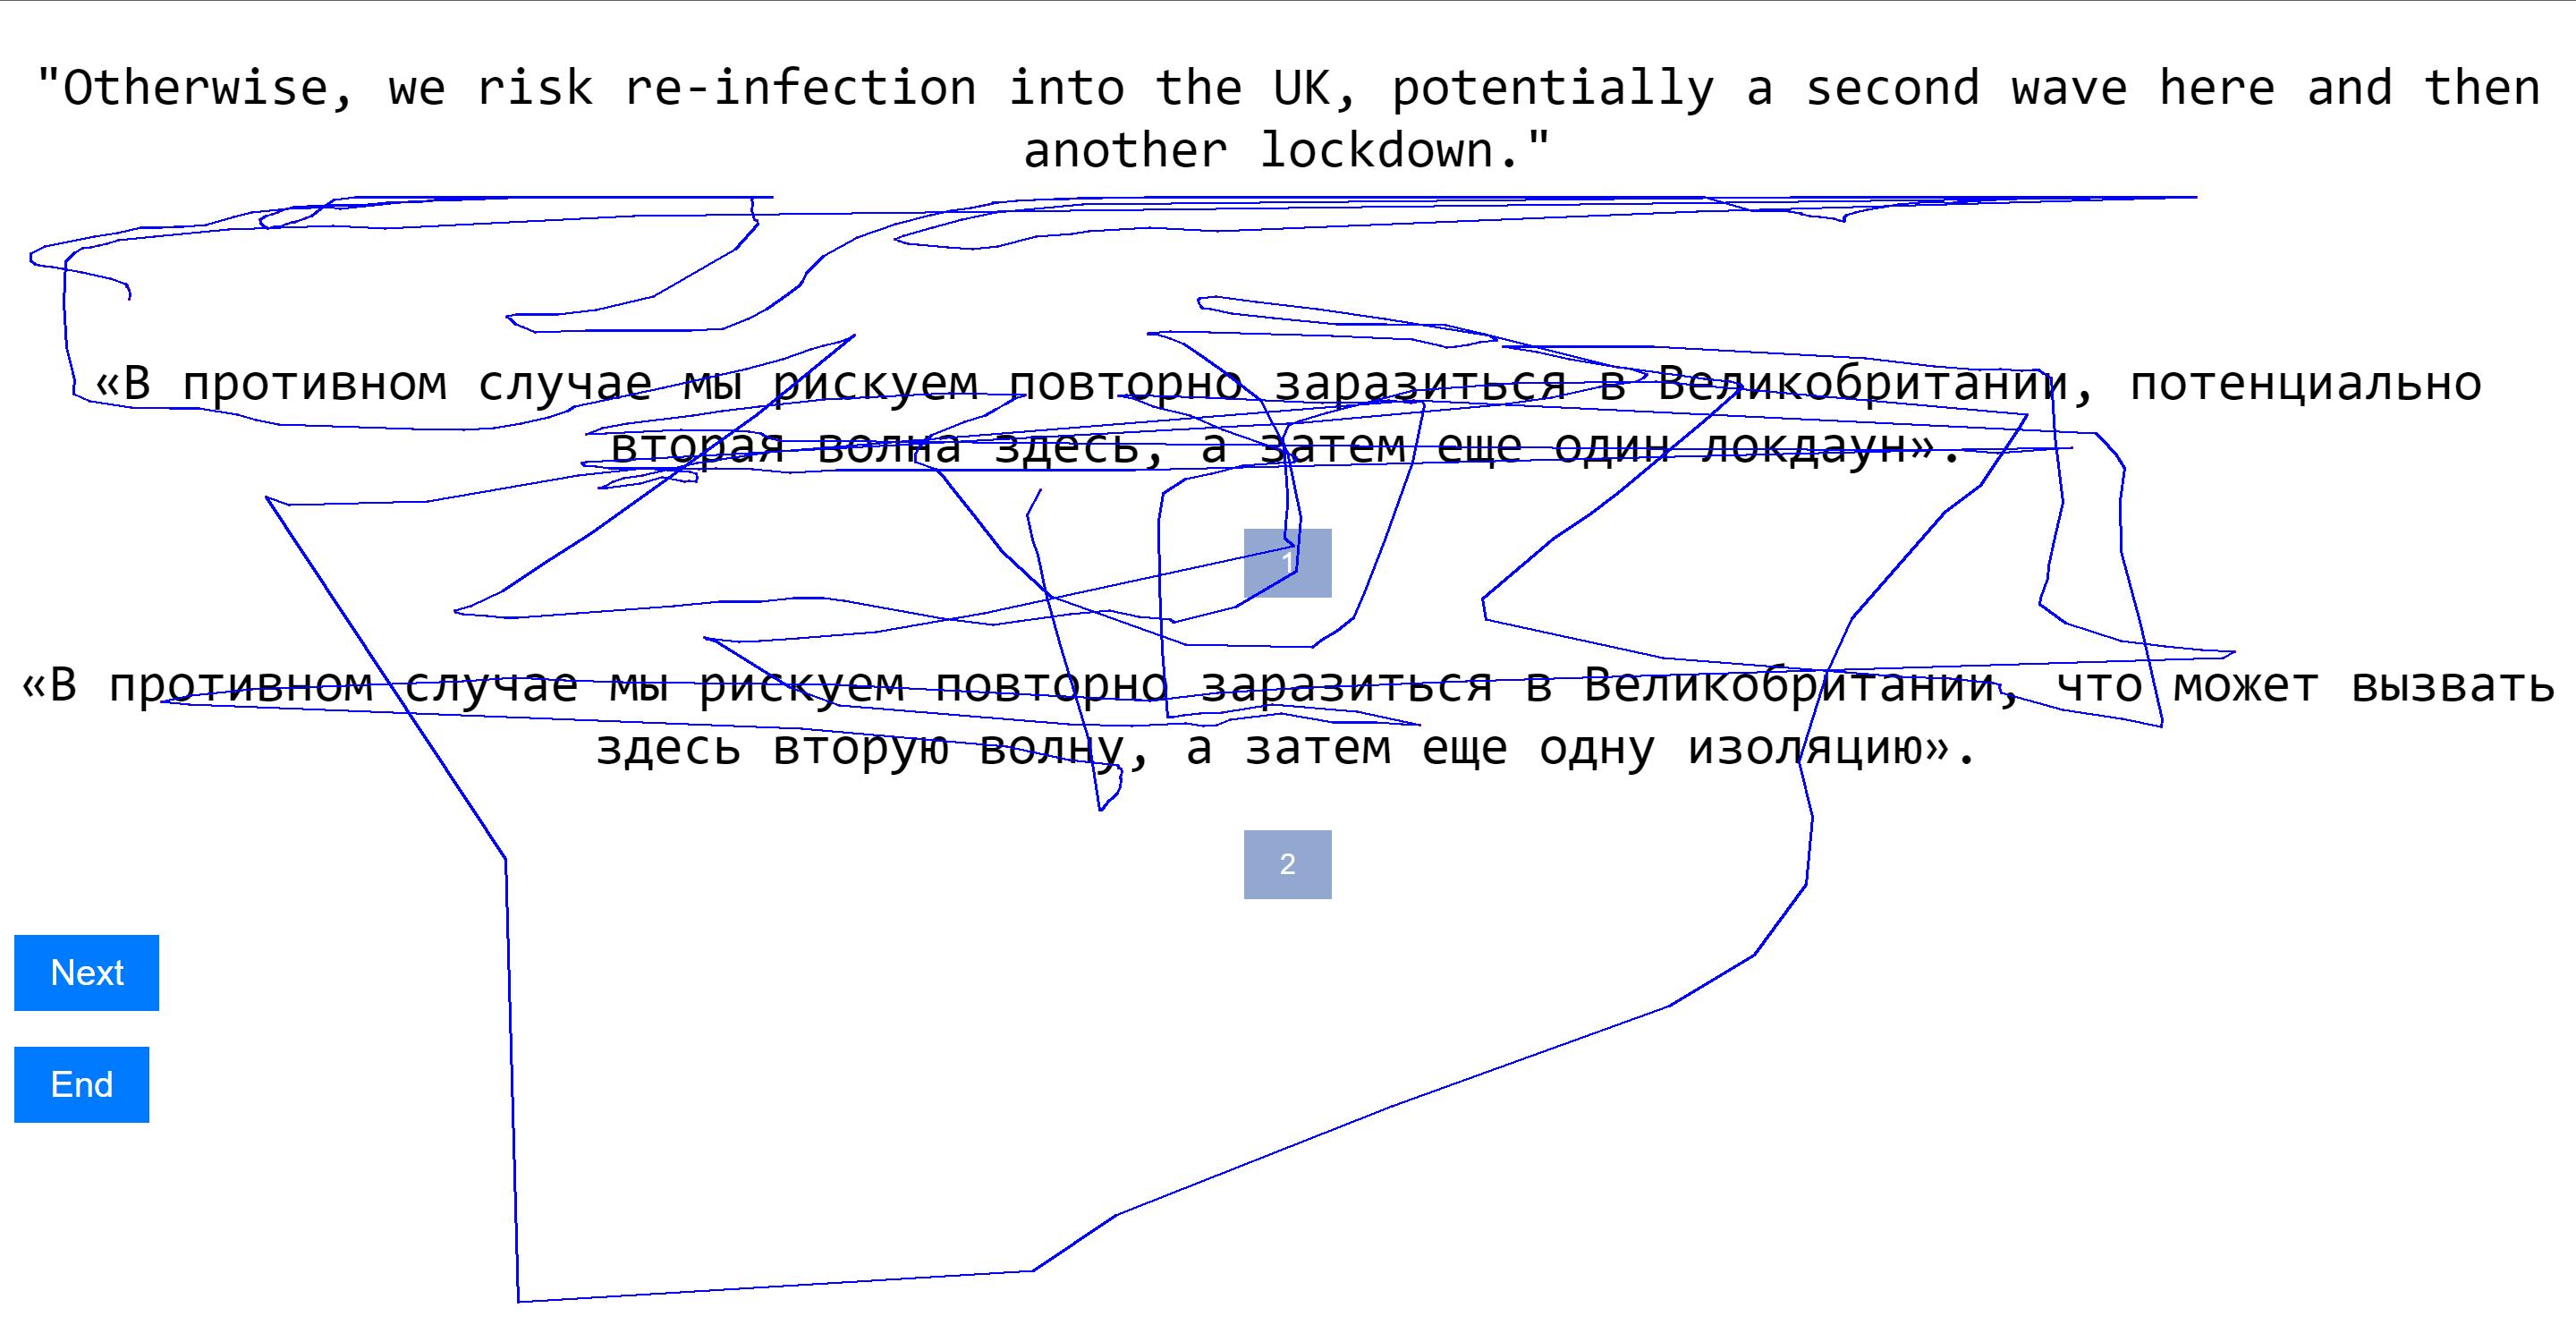 "Otherwise, we risk re-infection into the UK, potentially a second wave here and then
another lockdown."
«В противном случае мы рискуем повторно заразиться в Великобритании, потенциально
вторая волна здесь, а затем еще один локдаун».
1
«В противном случае мы рискуем повторно заразиться в Великобритании, что может вызвать
здесь вторую волну, а затем еще одну изоляцию».
2
Next
End